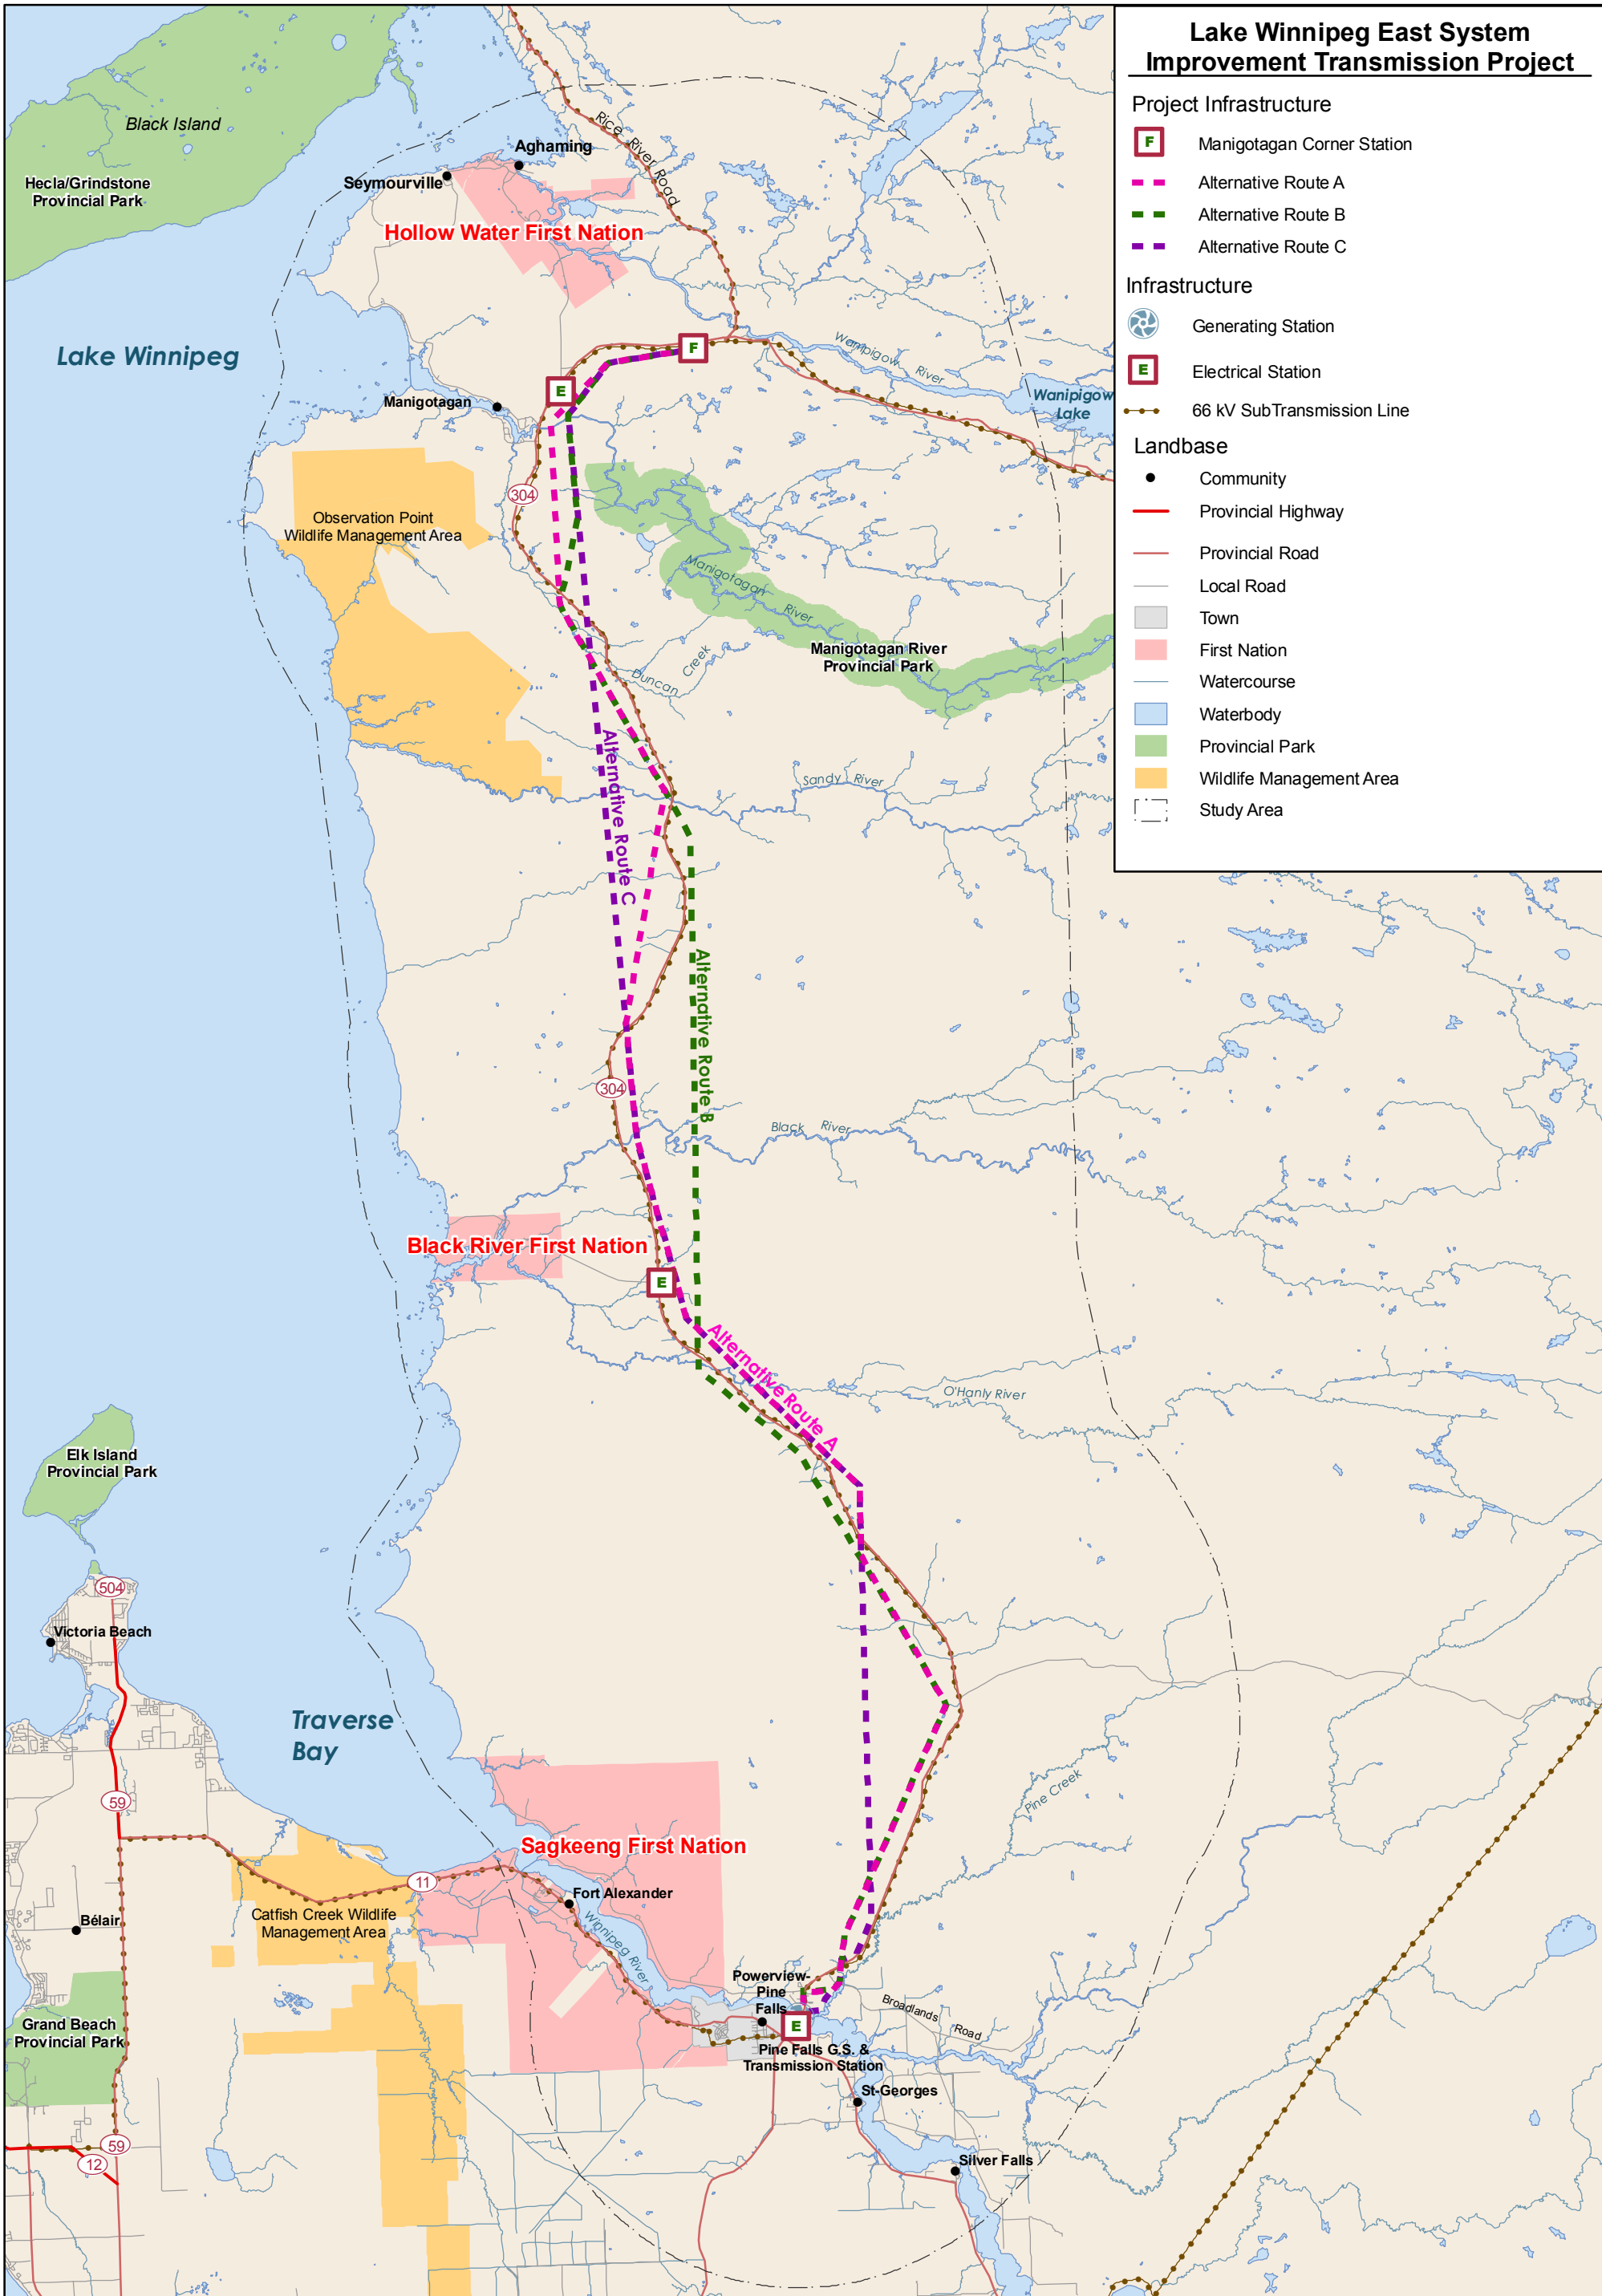 Lake Winnipeg East System
Improvement Transmission Project
Project Infrastructure
F
Manigotagan Corner Station
Alternative Route A
Alternative Route B
Alternative Route C
Infrastructure
Generating Station
E
Electrical Station
66 kV SubTransmission Line
Landbase
Community
Provincial Highway
Provincial Road
Local Road
Town
First Nation
Watercourse
Waterbody
Provincial Park
Wildlife Management Area
Study Area
Black Island
Hecla/Grindstone
Provincial Park
Aghaming
Seymourville
Rice River Road
Hollow Water First Nation
Lake Winnipeg
F
E
Wanipigow River
Wanipigow
Lake
Manigotagan
304
Observation Point
Wildlife Management Area
Manigotagan River
Manigotagan River
Provincial Park
Duncan Creek
Sandy River
Alternative Route C
Alternative Route B
304
Black River
Black River First Nation
E
Alternative Route A
O'Hanly River
Elk Island
Provincial Park
504
Victoria Beach
Traverse
Bay
59
Pine Creek
Sagkeeng First Nation
11
Fort Alexander
Catfish Creek Wildlife
Management Area
Bélair
Winnipeg River
Powerview-
Pine
Falls
Broadlands Road
E
Grand Beach
Provincial Park
Pine Falls G.S. &
Transmission Station
St-Georges
59
12
Silver Falls